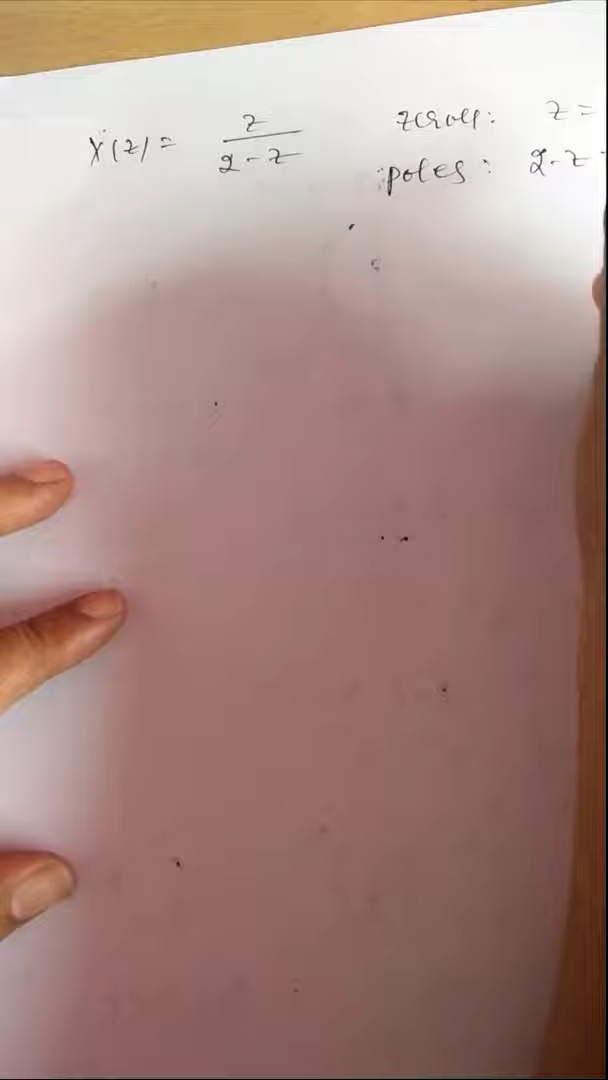 X(z) = z / (2 - z)
zeros: z =
poles: 2 - z